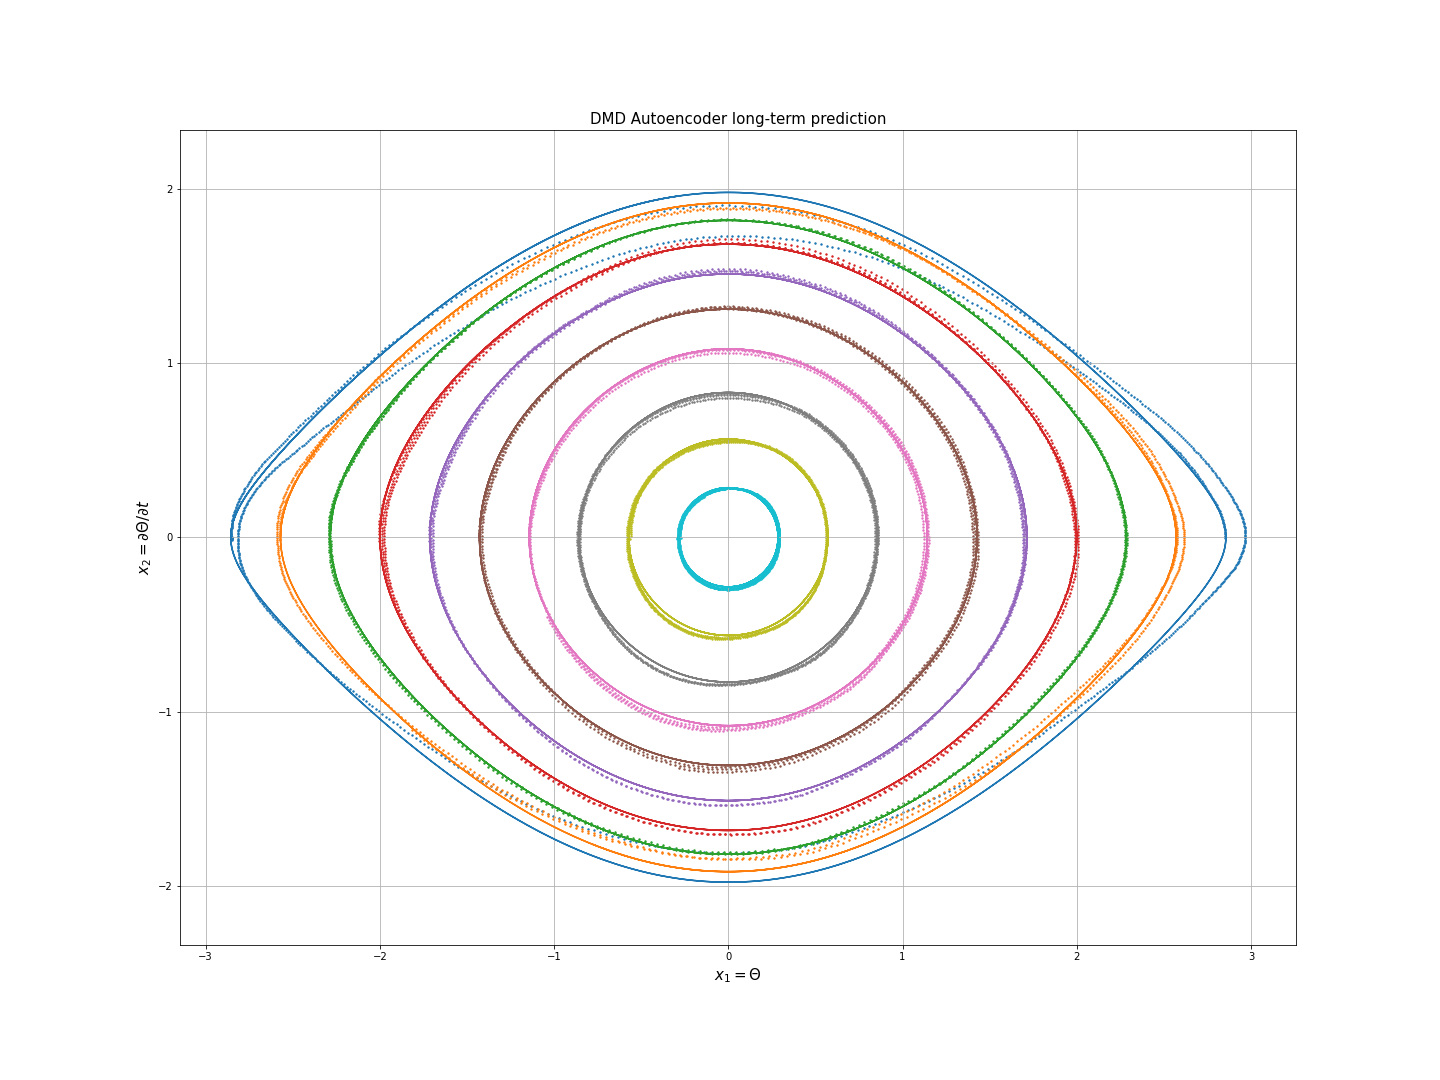 DMD Autoencoder long-term prediction
2
1
0
−1
−2
x₂ = ∂Θ/∂t
−3 −2 −1 0 1 2 3
x₁ = Θ